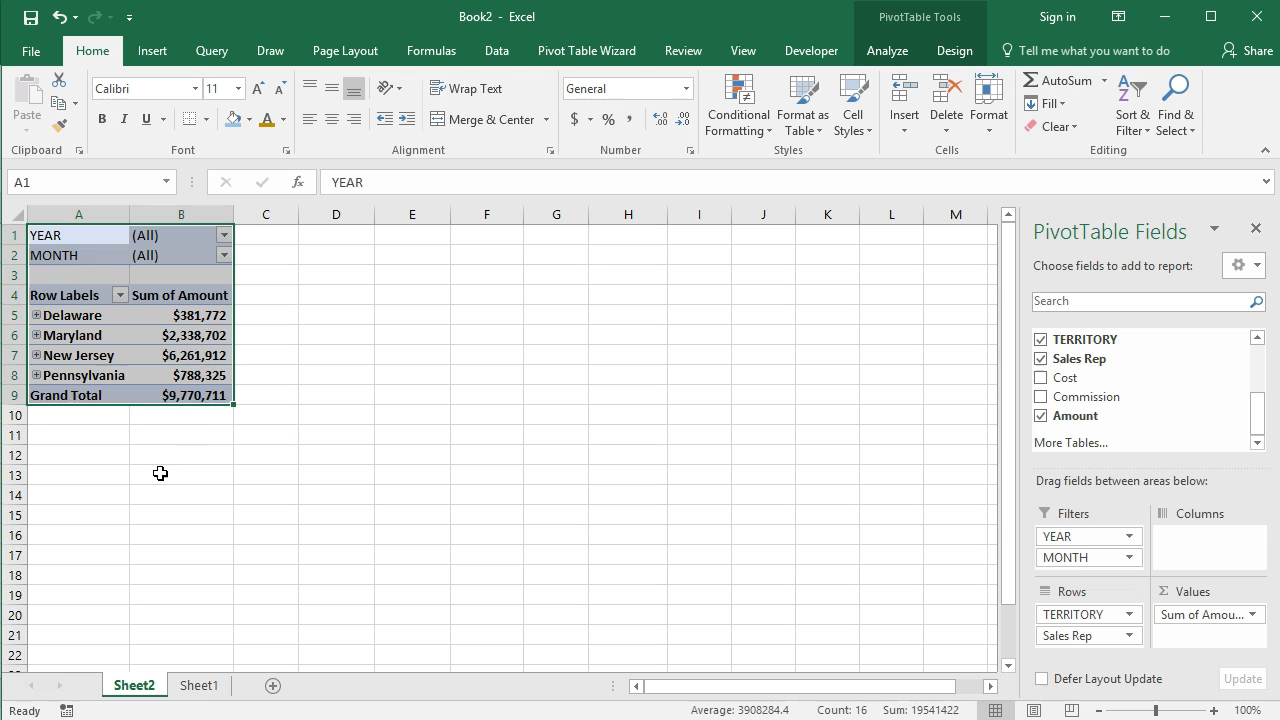 Book2 - Excel
PivotTable Tools
Sign in
File
Home
Insert
Query
Draw
Page Layout
Formulas
Data
Pivot Table Wizard
Review
View
Developer
Analyze
Design
Tell me what you want to do
Share
Paste
Calibri
11
B I U
Wrap Text
Merge & Center
General
$ % ,
Conditional
Formatting
Format as
Table
Cell
Styles
Insert
Delete
Format
AutoSum
Fill
Clear
Sort &
Filter
Find &
Select
Clipboard
Font
Alignment
Number
Styles
Cells
Editing
A1
fx
YEAR
A B C D E F G H I J K L M
1 YEAR (All)
2 MONTH (All)
3
4 Row Labels Sum of Amount
5 Delaware $381,772
6 Maryland $2,338,702
7 New Jersey $6,261,912
8 Pennsylvania $788,325
9 Grand Total $9,770,711
10
11
12
13
14
15
16
17
18
19
20
21
22
PivotTable Fields
Choose fields to add to report:
Search
TERRITORY
Sales Rep
Cost
Commission
Amount
More Tables...
Drag fields between areas below:
Filters
YEAR
MONTH
Columns
Rows
TERRITORY
Sales Rep
Values
Sum of Amou...
Defer Layout Update
Update
Sheet2
Sheet1
Ready
Average: 3908284.4
Count: 16
Sum: 19541422
100%